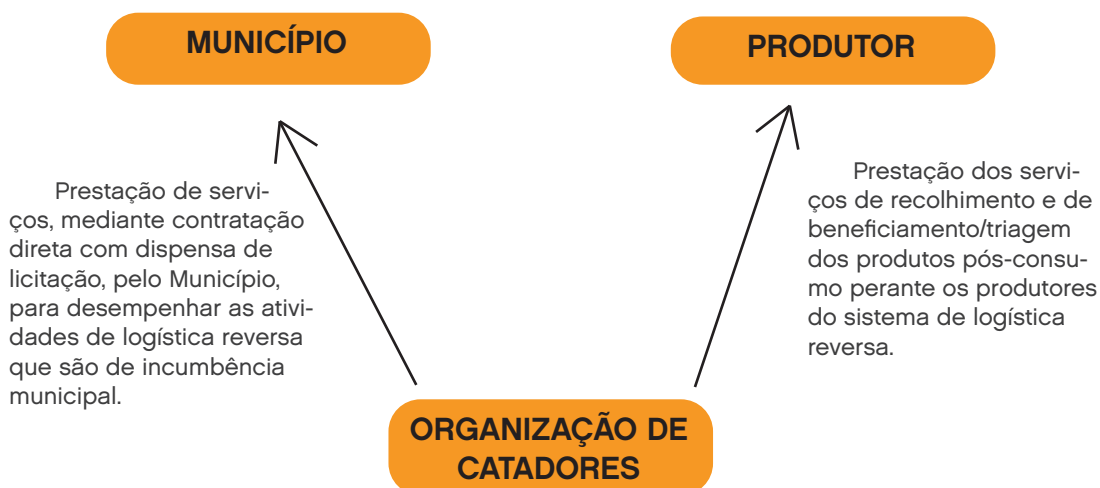 MUNICÍPIO
PRODUTOR
Prestação de servi-
ços, mediante contratação
direta com dispensa de
licitação, pelo Município,
para desempenhar as ativi-
dades de logística reversa
que são de incumbência
municipal.
Prestação dos servi-
ços de recolhimento e de
beneficiamento/triagem
dos produtos pós-consu-
mo perante os produtores
do sistema de logística
reversa.
ORGANIZAÇÃO DE
CATADORES